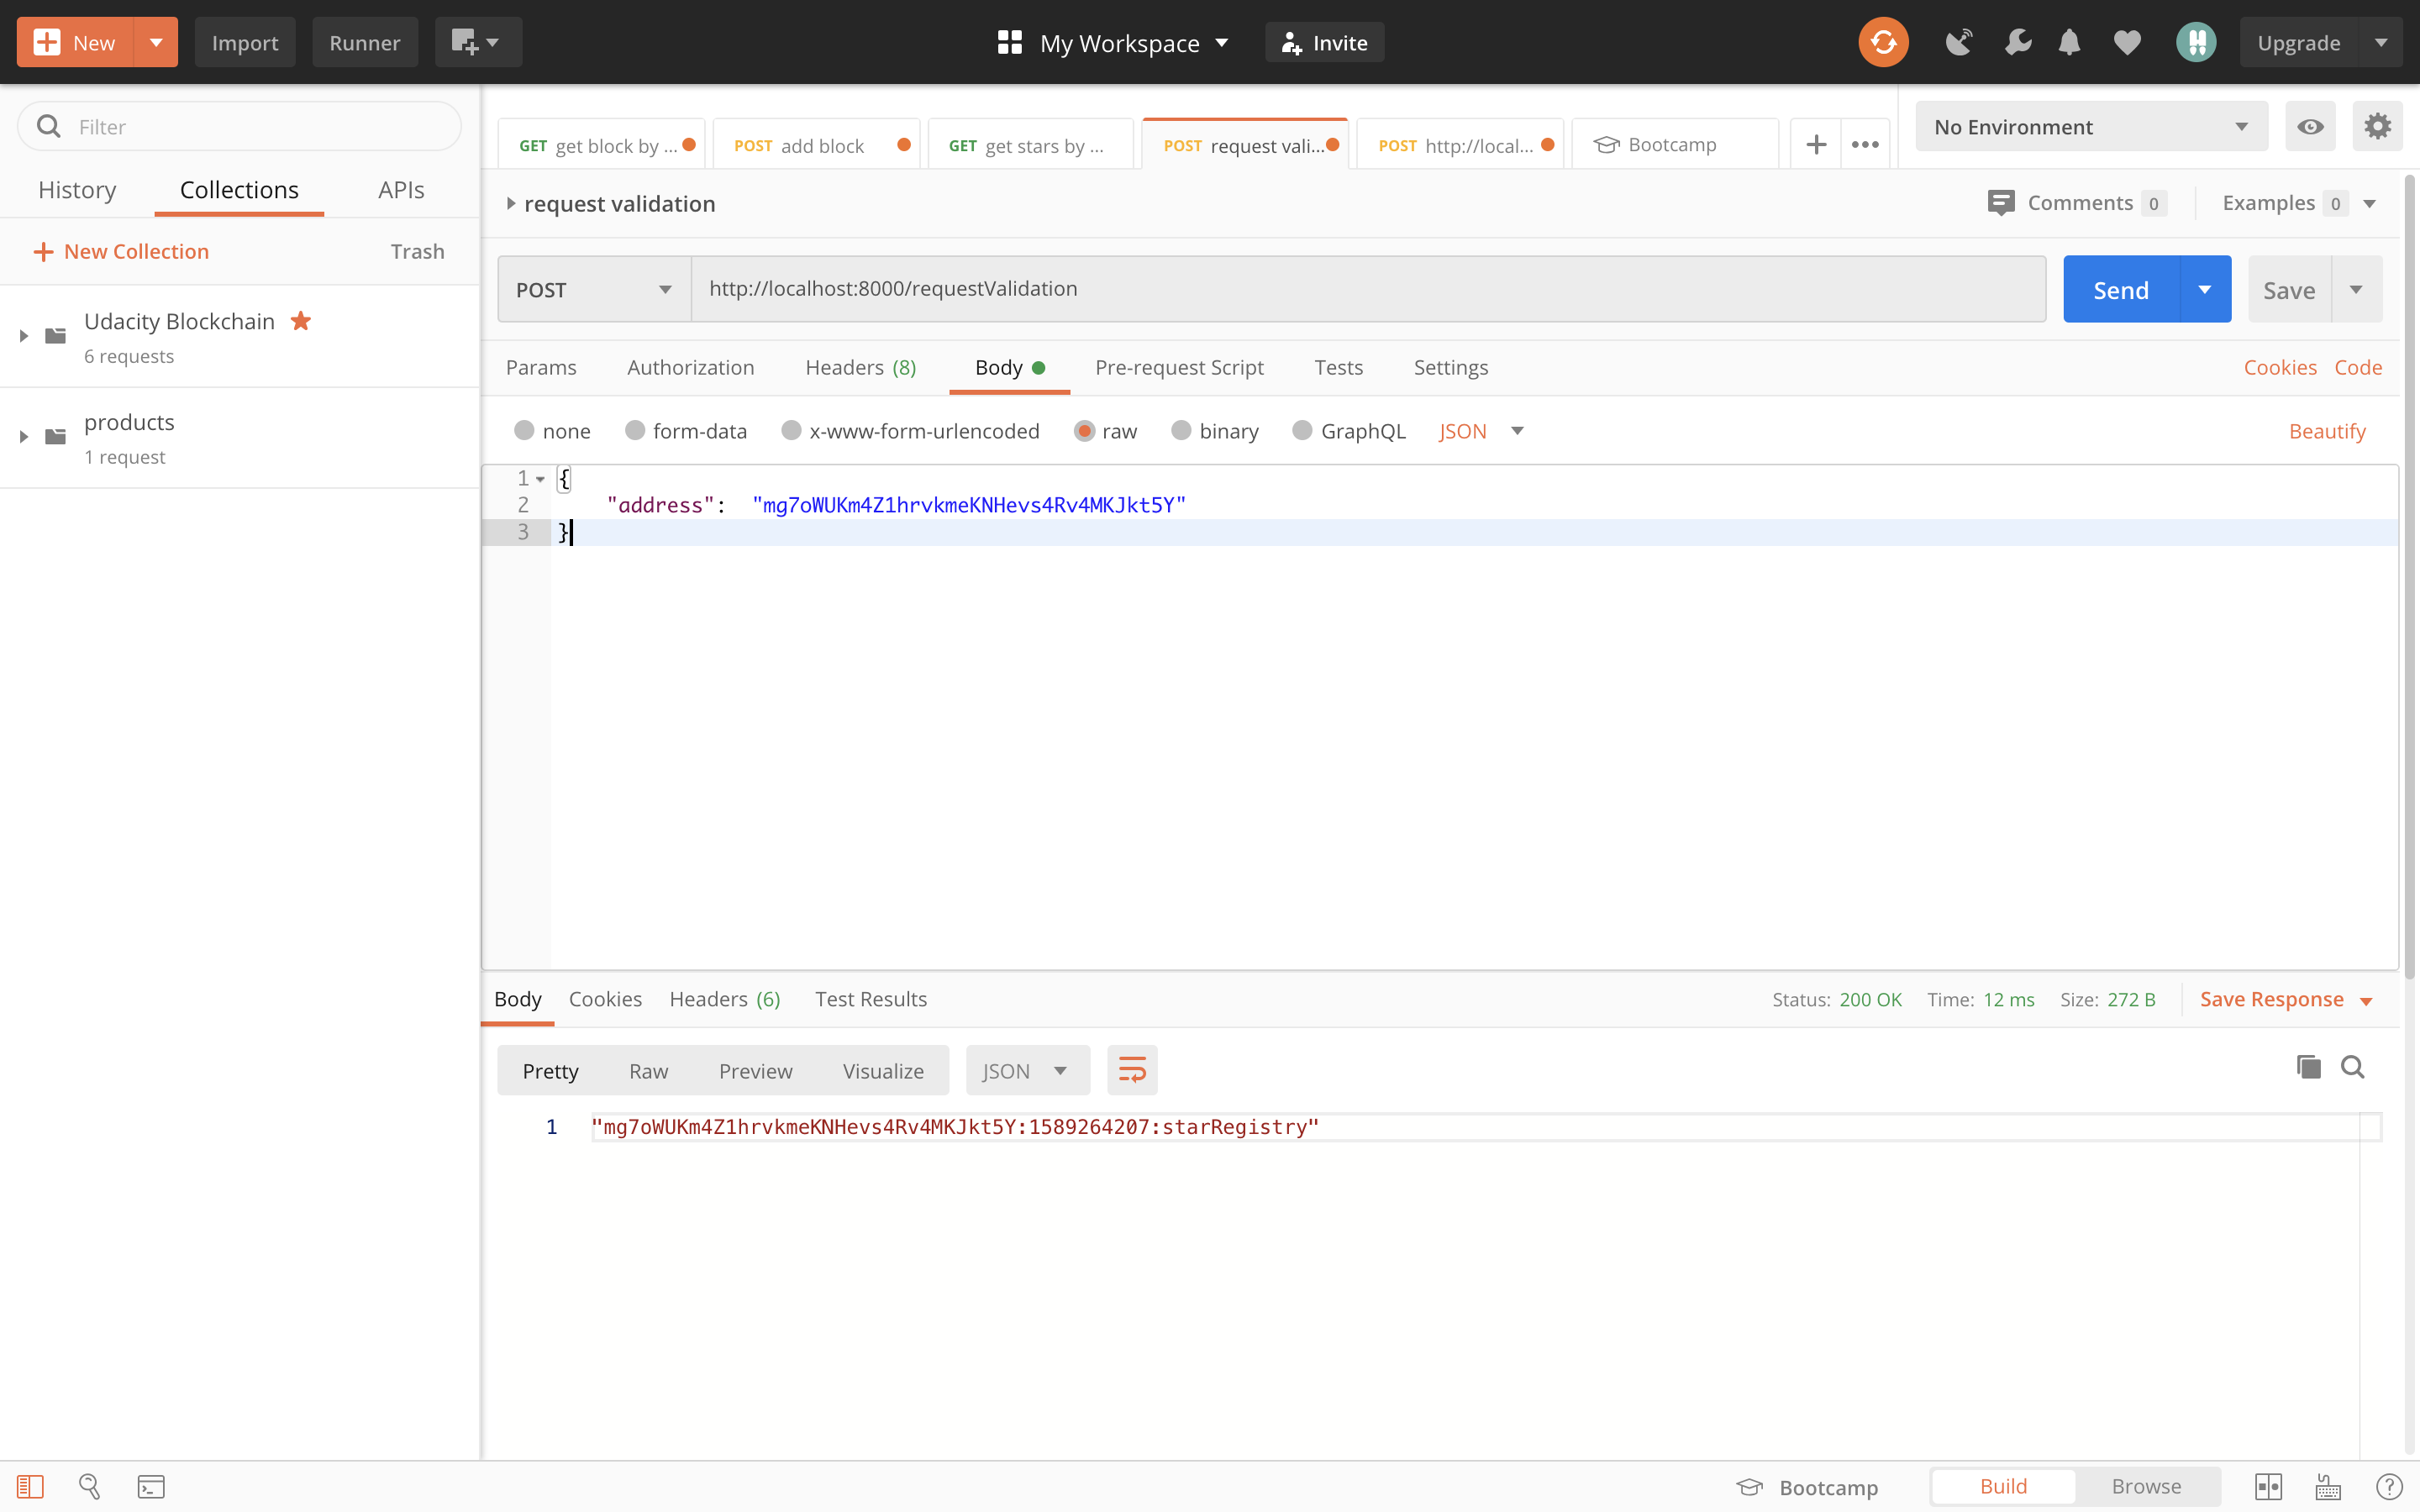 New
Import
Runner
My Workspace
Invite
Upgrade
Filter
History
Collections
APIs
New Collection
Trash
Udacity Blockchain
6 requests
products
1 request
GET get block by ...
POST add block
GET get stars by ...
POST request vali...
POST http://local...
Bootcamp
No Environment
request validation
Comments 0
Examples 0
POST
http://localhost:8000/requestValidation
Send
Save
Params
Authorization
Headers (8)
Body
Pre-request Script
Tests
Settings
Cookies
Code
none
form-data
x-www-form-urlencoded
raw
binary
GraphQL
JSON
Beautify
1 {
2 "address": "mg7oWUKm4Z1hrvkmeKNHevs4Rv4MKJkt5Y"
3 }
Body
Cookies
Headers (6)
Test Results
Status: 200 OK
Time: 12 ms
Size: 272 B
Save Response
Pretty
Raw
Preview
Visualize
JSON
1 "mg7oWUKm4Z1hrvkmeKNHevs4Rv4MKJkt5Y:1589264207:starRegistry"
Bootcamp
Build
Browse